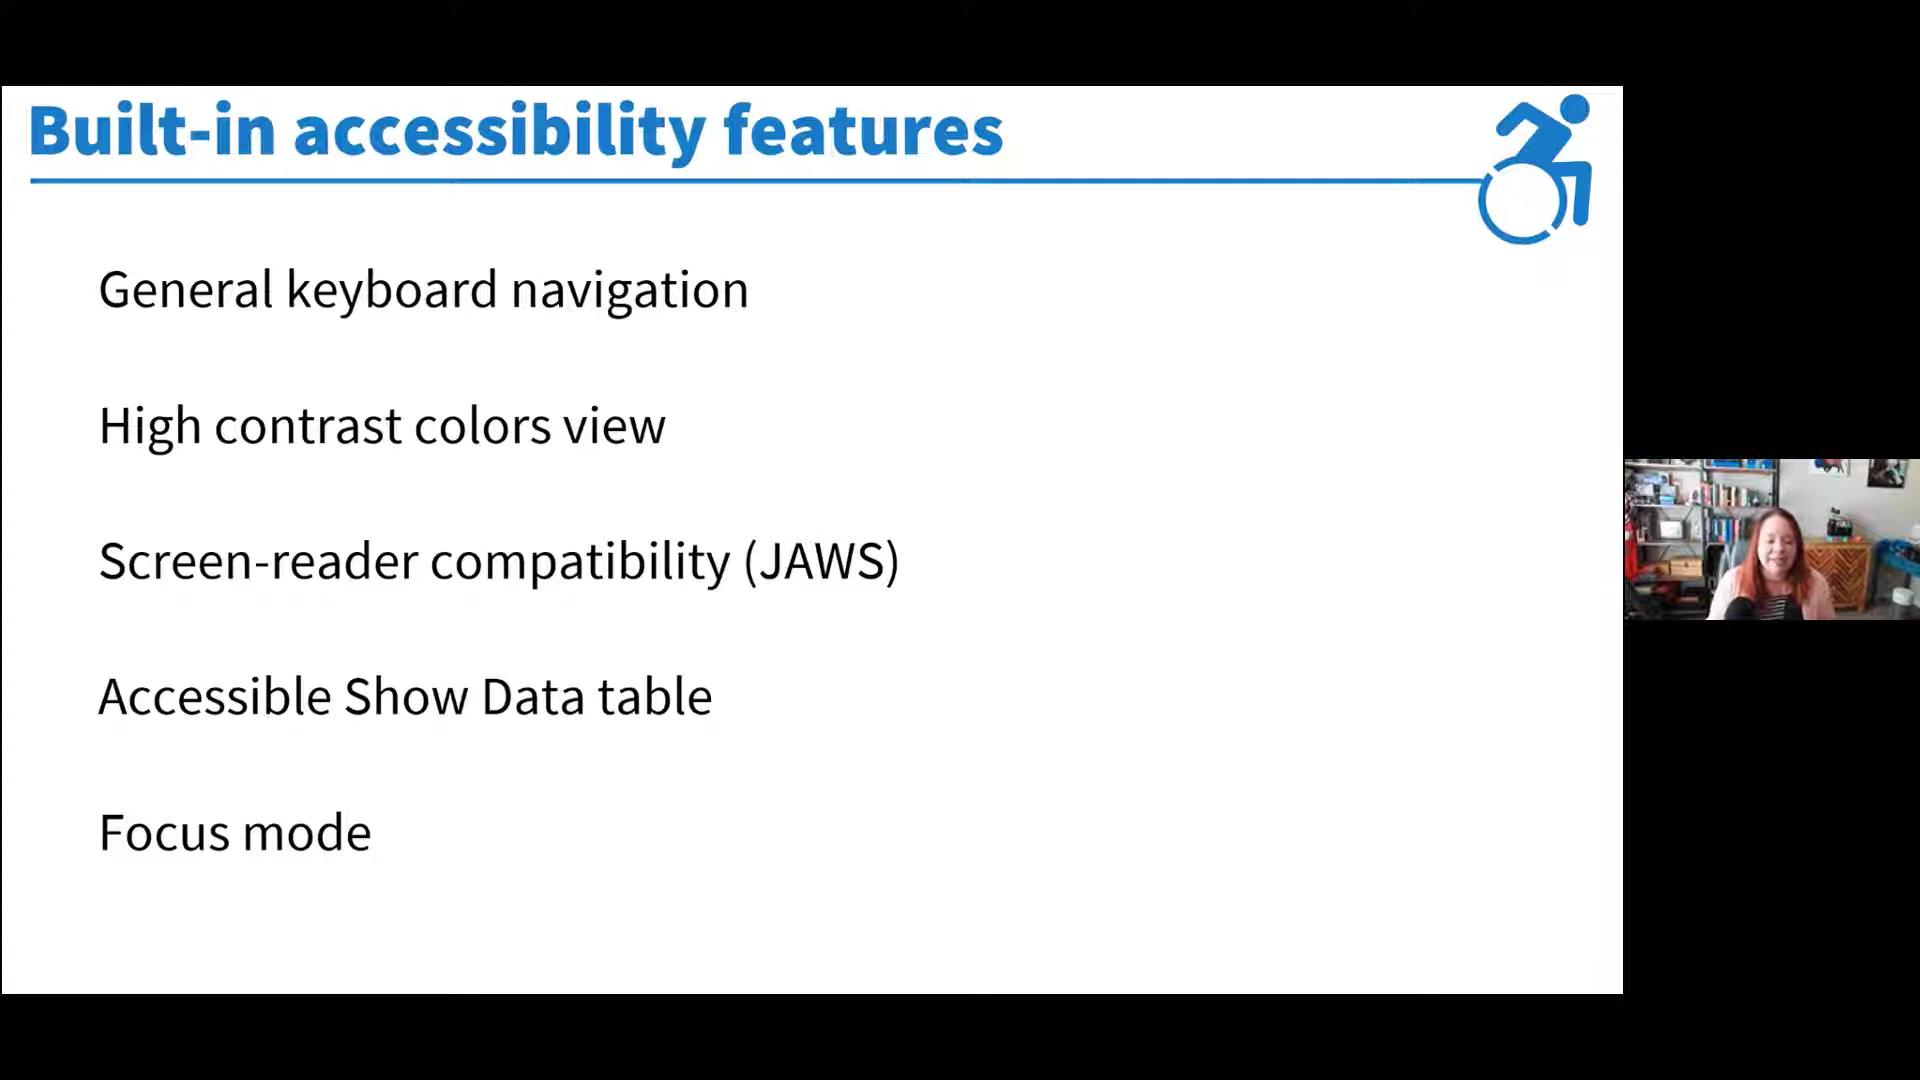 Built-in accessibility features
General keyboard navigation
High contrast colors view
Screen-reader compatibility (JAWS)
Accessible Show Data table
Focus mode